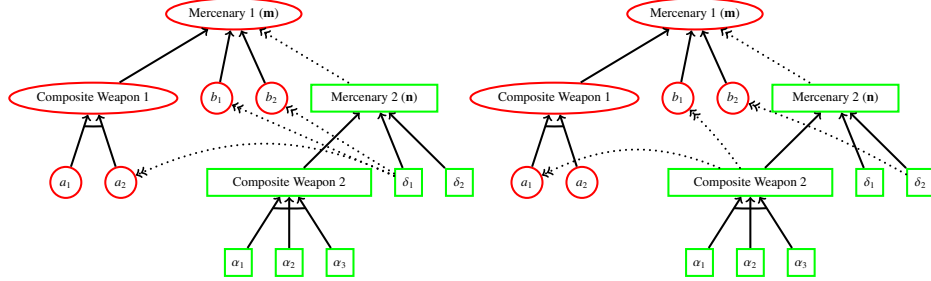 Mercenary 1 (m)
Composite Weapon 1
b₁
b₂
Mercenary 2 (n)
a₁
a₂
Composite Weapon 2
δ₁
δ₂
α₁
α₂
α₃
Mercenary 1 (m)
Composite Weapon 1
b₁
b₂
Mercenary 2 (n)
a₁
a₂
Composite Weapon 2
δ₁
δ₂
α₁
α₂
α₃